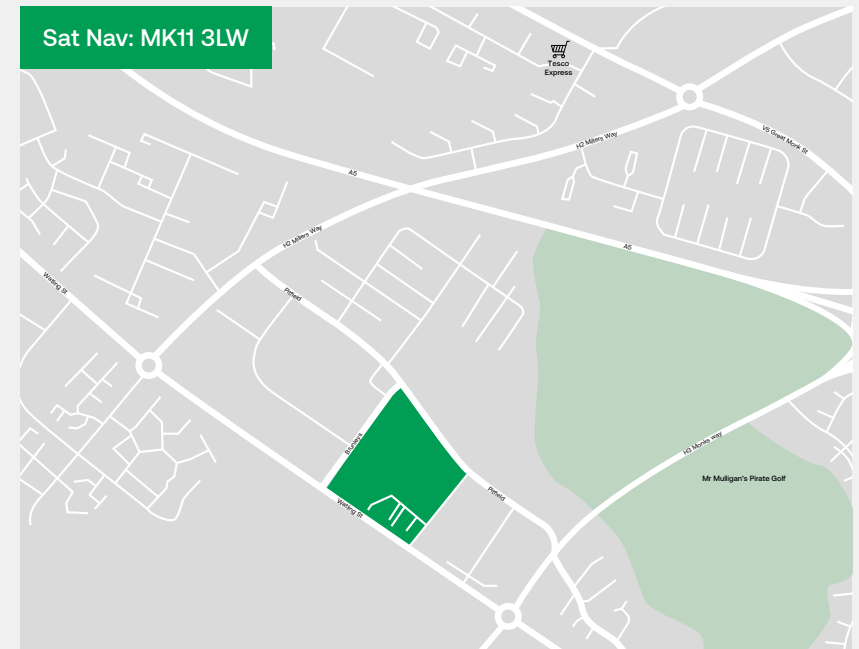 Sat Nav: MK11 3LW
Tesco
Express
V5 Great Monk St
H2 Millers Way
A5
H2 Millers Way
A5
Watling St
Pitfield
Brunleys
H3 Monks way
Mr Mulligan's Pirate Golf
Pitfield
Watling St